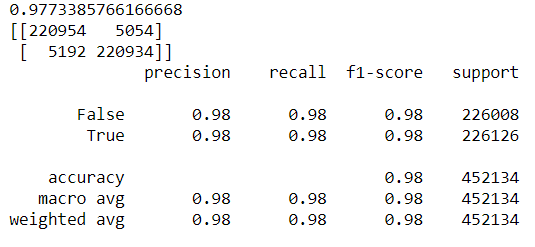 0.9773385766166668
[[220954   5054]
 [  5192 220934]]
              precision    recall  f1-score   support

       False       0.98      0.98      0.98    226008
        True       0.98      0.98      0.98    226126

    accuracy                           0.98    452134
   macro avg       0.98      0.98      0.98    452134
weighted avg       0.98      0.98      0.98    452134